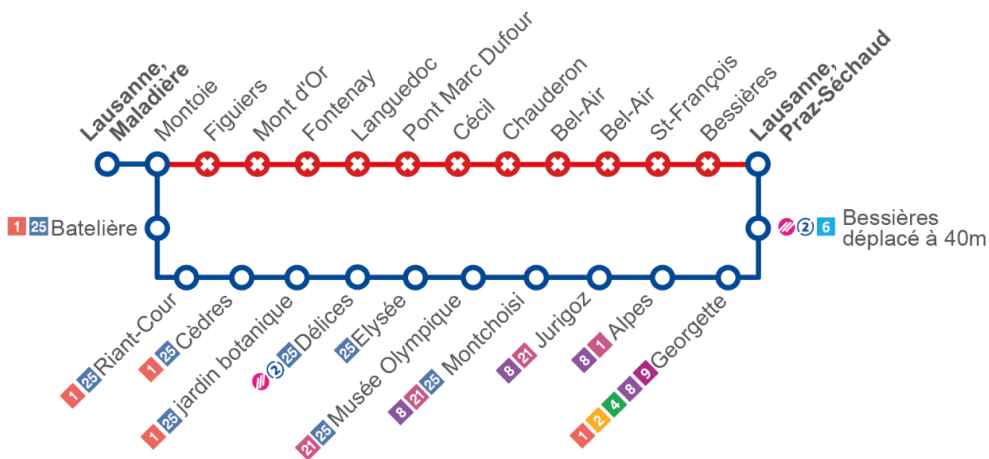 Lausanne,
Maladière
Montoie
Figuiers
Mont d'Or
Fontenay
Languedoc
Pont Marc Dufour
Cécil
Chauderon
Bel-Air
Bel-Air
St-François
Bessières
Lausanne,
Praz-Séchaud
1 25 Batelière
2 6 Bessières
déplacé à 40m
1 25 Riant-Cour
1 25 Cèdres
1 25 jardin botanique
2 25 Délices
25 Elysée
21 25 Musée Olympique
8 21 25 Montchoisi
8 21 Jurigoz
8 1 Alpes
1 2 4 8 9 Georgette